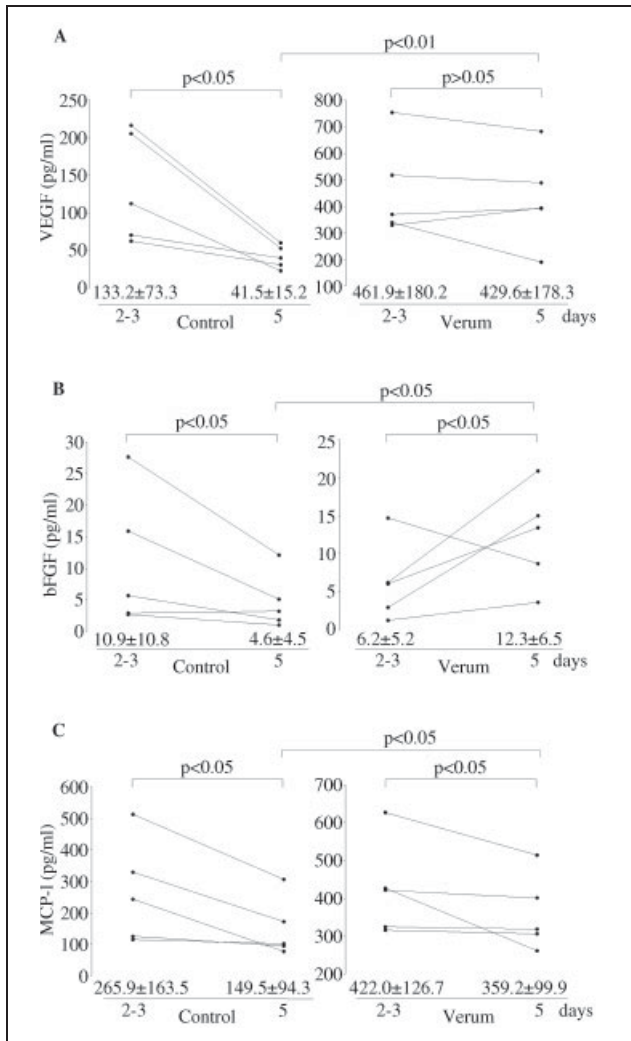 A
p<0.01
p<0.05 p>0.05
VEGF (pg/ml)
250 800
200 700
150 600
100 500
50 400
0 300
200
100
133.2±73.3 41.5±15.2 461.9±180.2 429.6±178.3
2-3 Control 5 2-3 Verum 5 days
B
p<0.05
p<0.05 p<0.05
bFGF (pg/ml)
30 25
25 20
20 15
15 10
10 5
5 0
0
10.9±10.8 4.6±4.5 6.2±5.2 12.3±6.5
2-3 Control 5 2-3 Verum 5 days
C
p<0.05
p<0.05 p<0.05
MCP-I (pg/ml)
600 700
500 600
400 500
300 400
200 300
100 200
0
265.9±163.5 149.5±94.3 422.0±126.7 359.2±99.9
2-3 Control 5 2-3 Verum 5 days